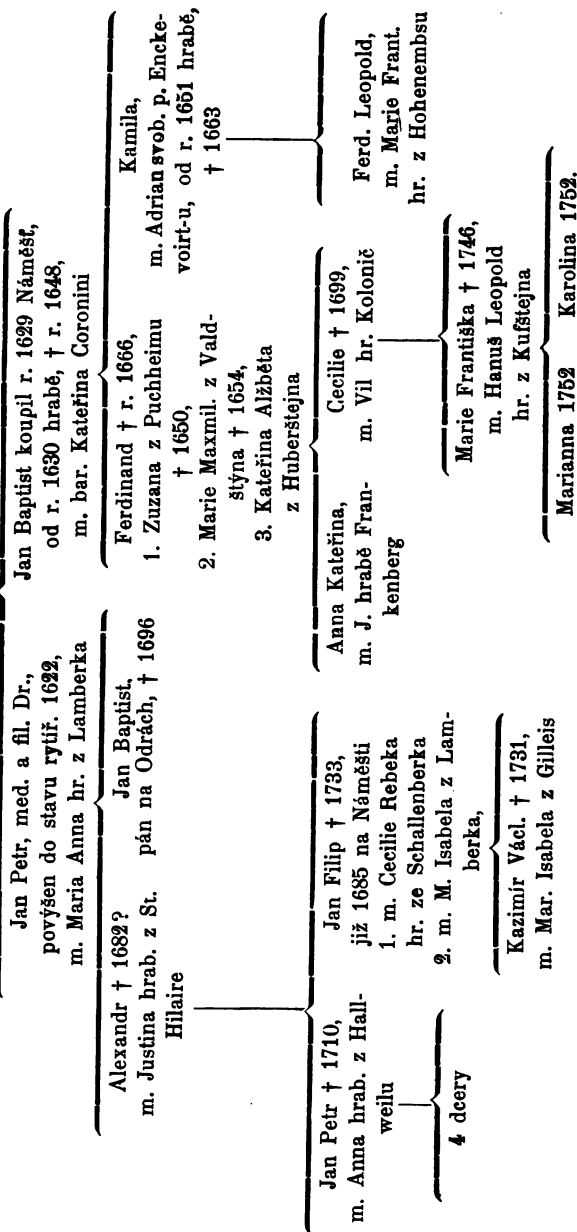 Jan Petr, med. a fil. Dr.,
povýšen do stavu rytíř. 1622,
m. Maria Anna hr. z Lamberka
Jan Baptist koupil r. 1629 Náměšť,
od r. 1630 hrabě, † r. 1648,
m. bar. Kateřina Coronini
Alexandr † 1682?
m. Justina hrab. z St.
Hilaire
Jan Baptist,
pán na Odrách, † 1696
Ferdinand † r. 1666,
1. Zuzana z Puchheimu
† 1650,
2. Marie Maxmil. z Vald-
štýna † 1654,
3. Kateřina Alžběta
z Huberštejna
Kamila,
m. Adrian svob. p. Encke-
voirt-u, od r. 1651 hrabě,
† 1663
Jan Petr † 1710,
m. Anna hrab. z Hall-
weilu
Jan Filip † 1733,
již 1685 na Náměšti
1. m. Cecilie Rebeka
hr. ze Schallenberka
2. m. M. Isabela z Lam-
berka,
Anna Kateřina,
m. J. hrabě Fran-
kenberg
Cecilie † 1699,
m. Vil hr. Kolonič
Ferd. Leopold,
m. Marie Frant.
hr. z Hohenembsu
4 dcery
Kazimír Václ. † 1731,
m. Mar. Isabela z Gilleis
Marie Františka † 1746,
m. Hanuš Leopold
hr. z Kufštejna
Marianna 1752 Karolina 1752.